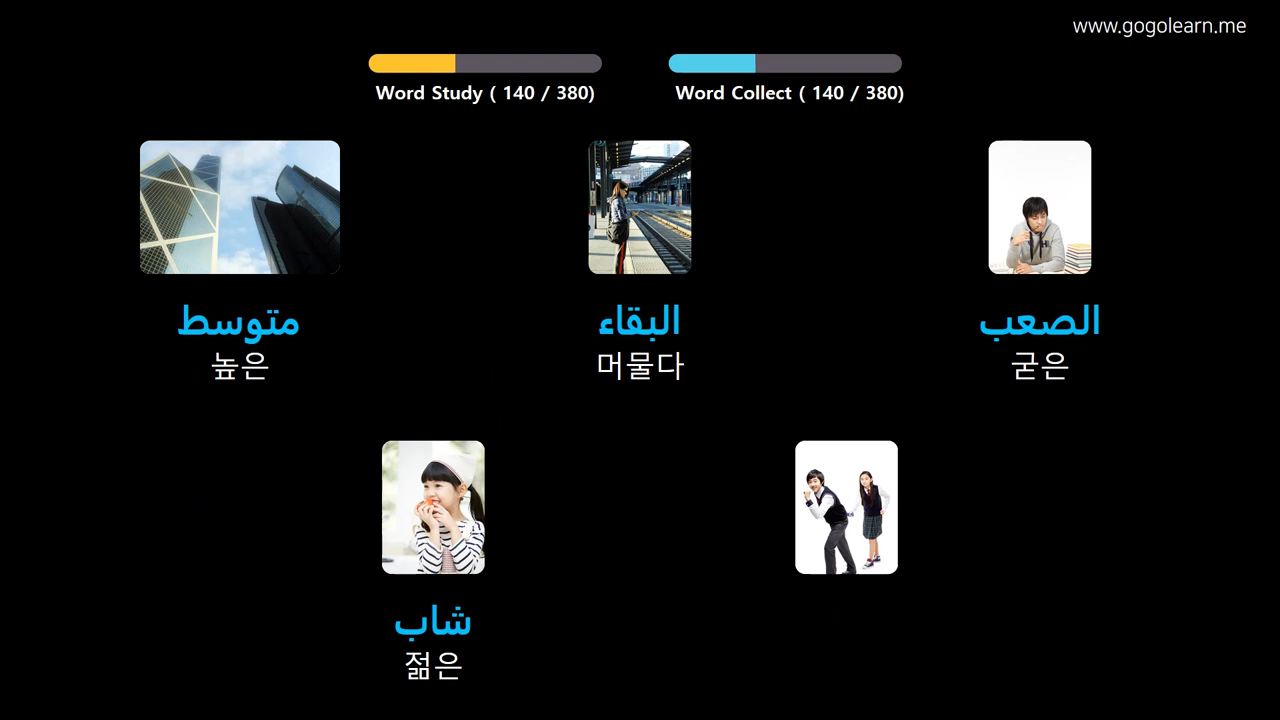 www.gogolearn.me
Word Study ( 140 / 380)
Word Collect ( 140 / 380)
متوسط
높은
البقاء
머물다
الصعب
굳은
شاب
젊은